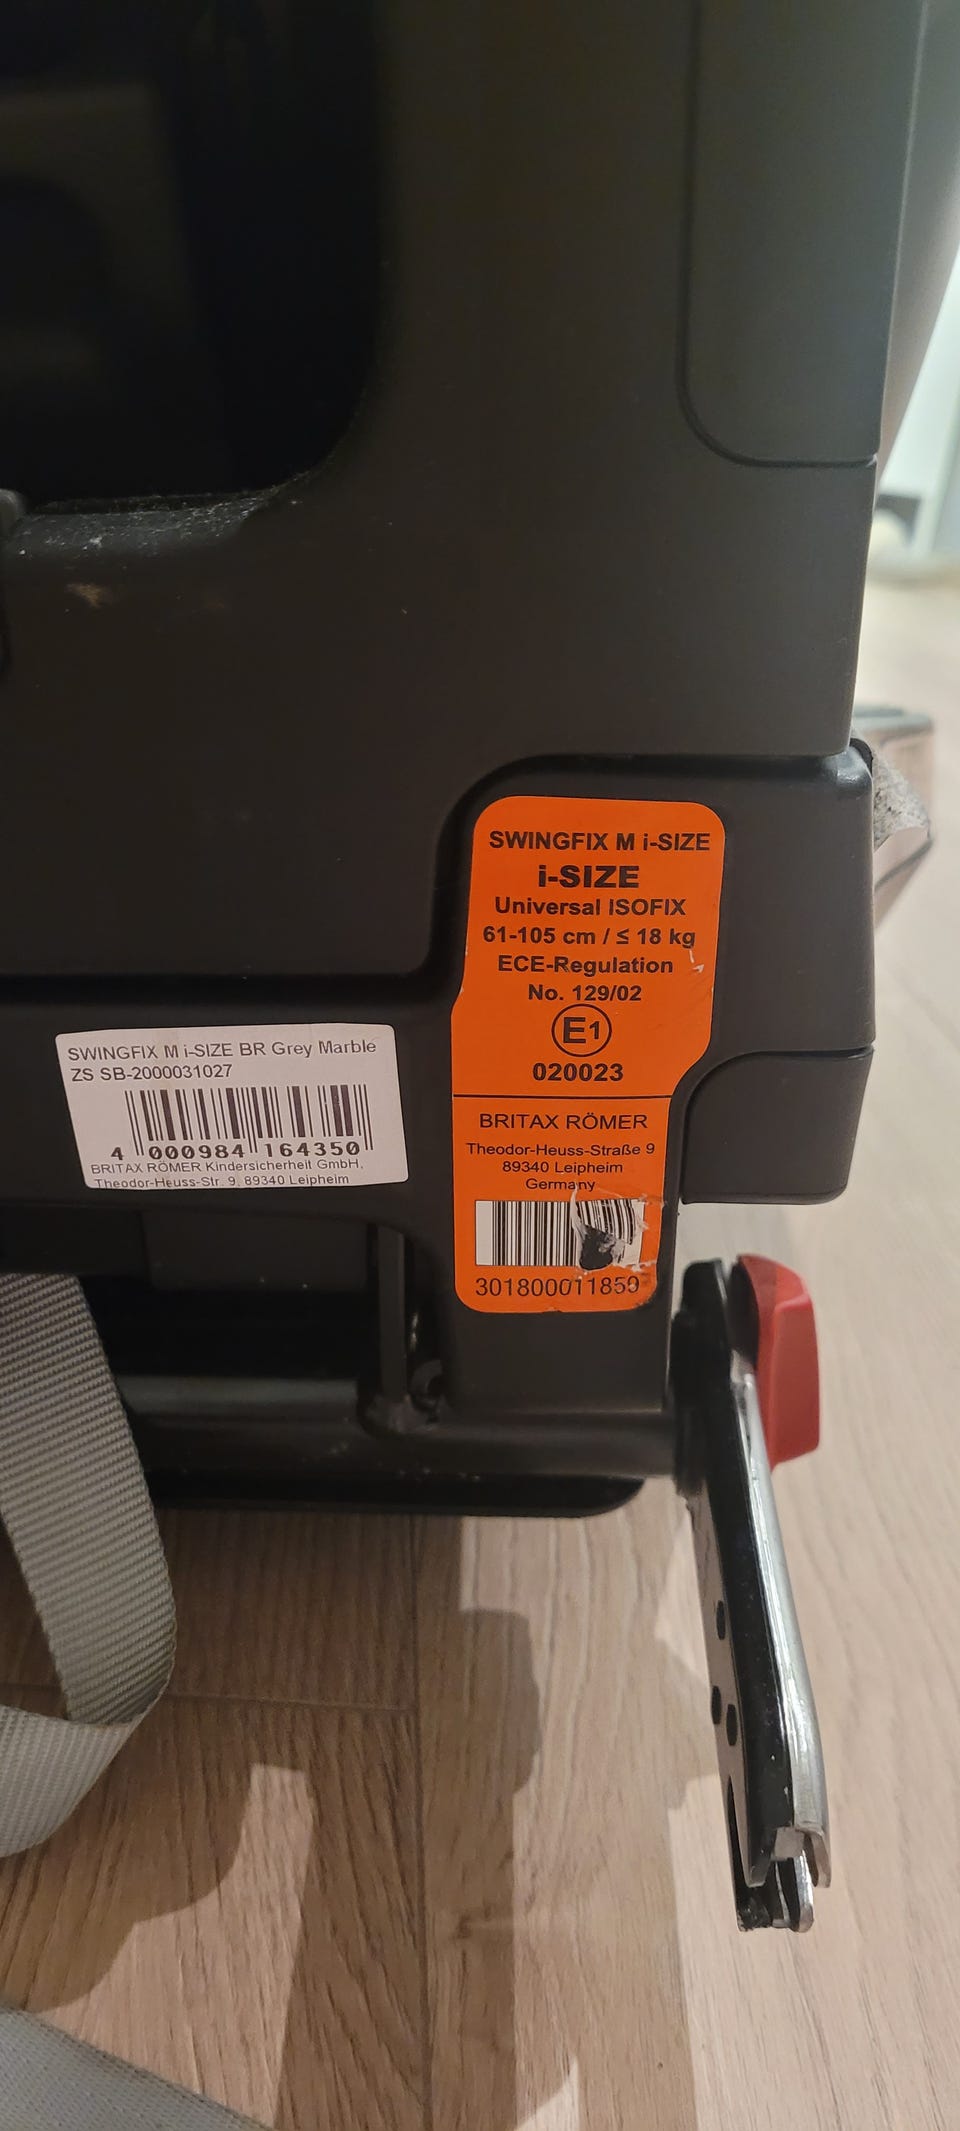 SWINGFIX M i-SIZE
i-SIZE
Universal ISOFIX
61-105 cm / ≤ 18 kg
ECE-Regulation
No. 129/02
E1
020023
BRITAX RÖMER
Theodor-Heuss-Straße 9
89340 Leipheim
Germany
301800011859
SWINGFIX M i-SIZE BR Grey Marble
ZS SB-2000031027
4 000984 164350
BRITAX RÖMER Kindersicherheit GmbH,
Theodor-Heuss-Str. 9, 89340 Leipheim